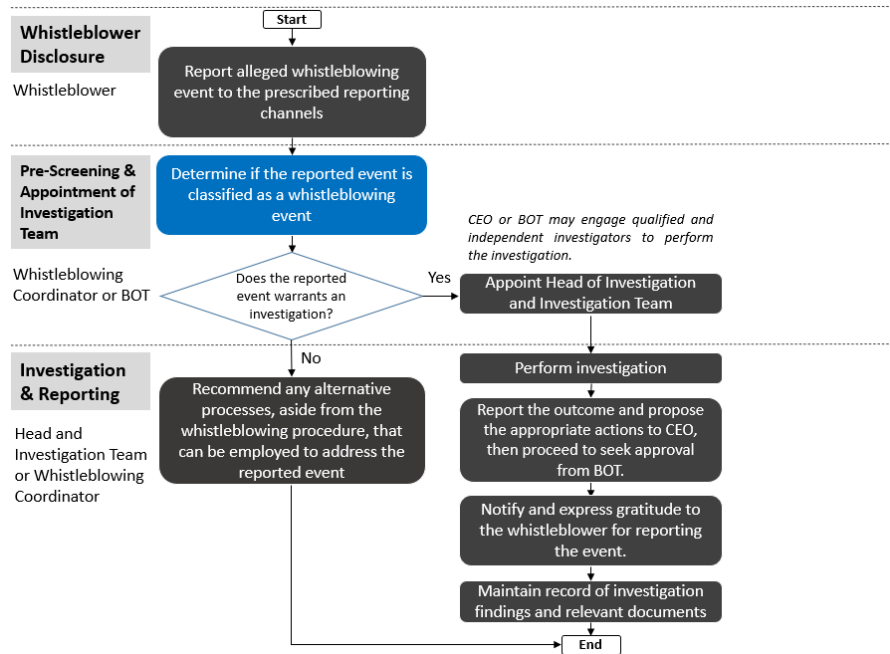 Start
Whistleblower
Disclosure
Whistleblower
Report alleged whistleblowing
event to the prescribed reporting
channels
Pre-Screening &
Appointment of
Investigation
Team
Whistleblowing
Coordinator or BOT
Determine if the reported event is
classified as a whistleblowing
event
Does the reported
event warrants an
investigation?
Yes
No
CEO or BOT may engage qualified and
independent investigators to perform
the investigation.
Appoint Head of Investigation
and Investigation Team
Investigation
& Reporting
Head and
Investigation Team
or Whistleblowing
Coordinator
Recommend any alternative
processes, aside from the
whistleblowing procedure, that
can be employed to address the
reported event
Perform investigation
Report the outcome and propose
the appropriate actions to CEO,
then proceed to seek approval
from BOT.
Notify and express gratitude to
the whistleblower for reporting
the event.
Maintain record of investigation
findings and relevant documents
End